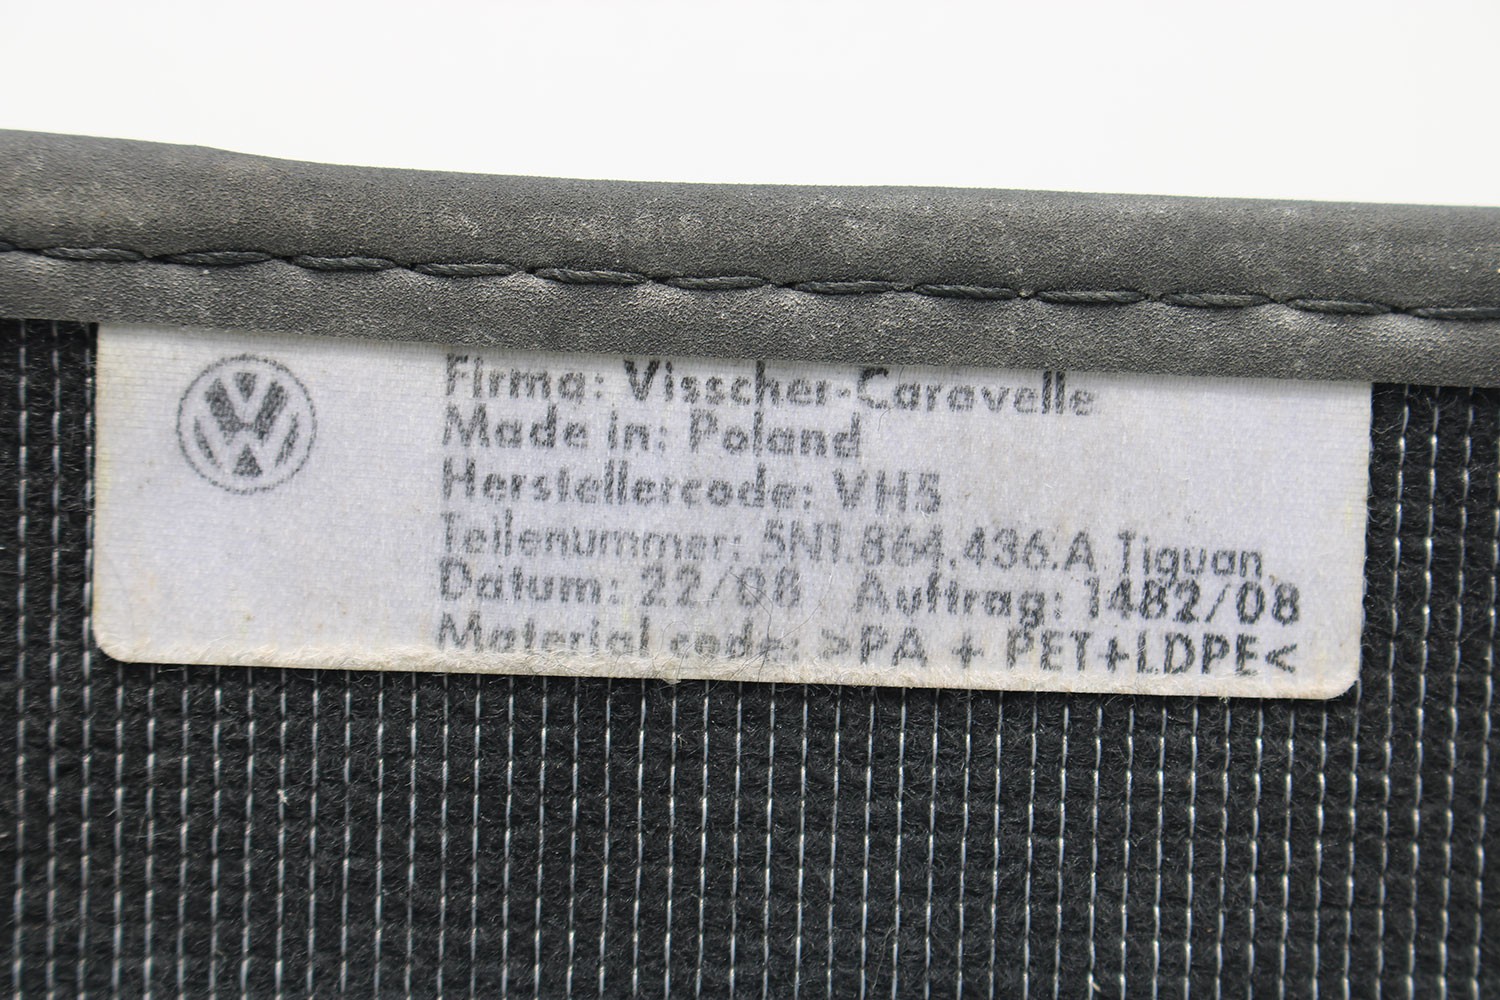 Firma: Visscher-Caravelle
Made in: Poland
Herstellercode: VH5
Teilenummer: 5N1.864.436.A Tiguan
Datum: 22/08 Auftrag: 1482/08
Material code: >PA + PET+LDPE<